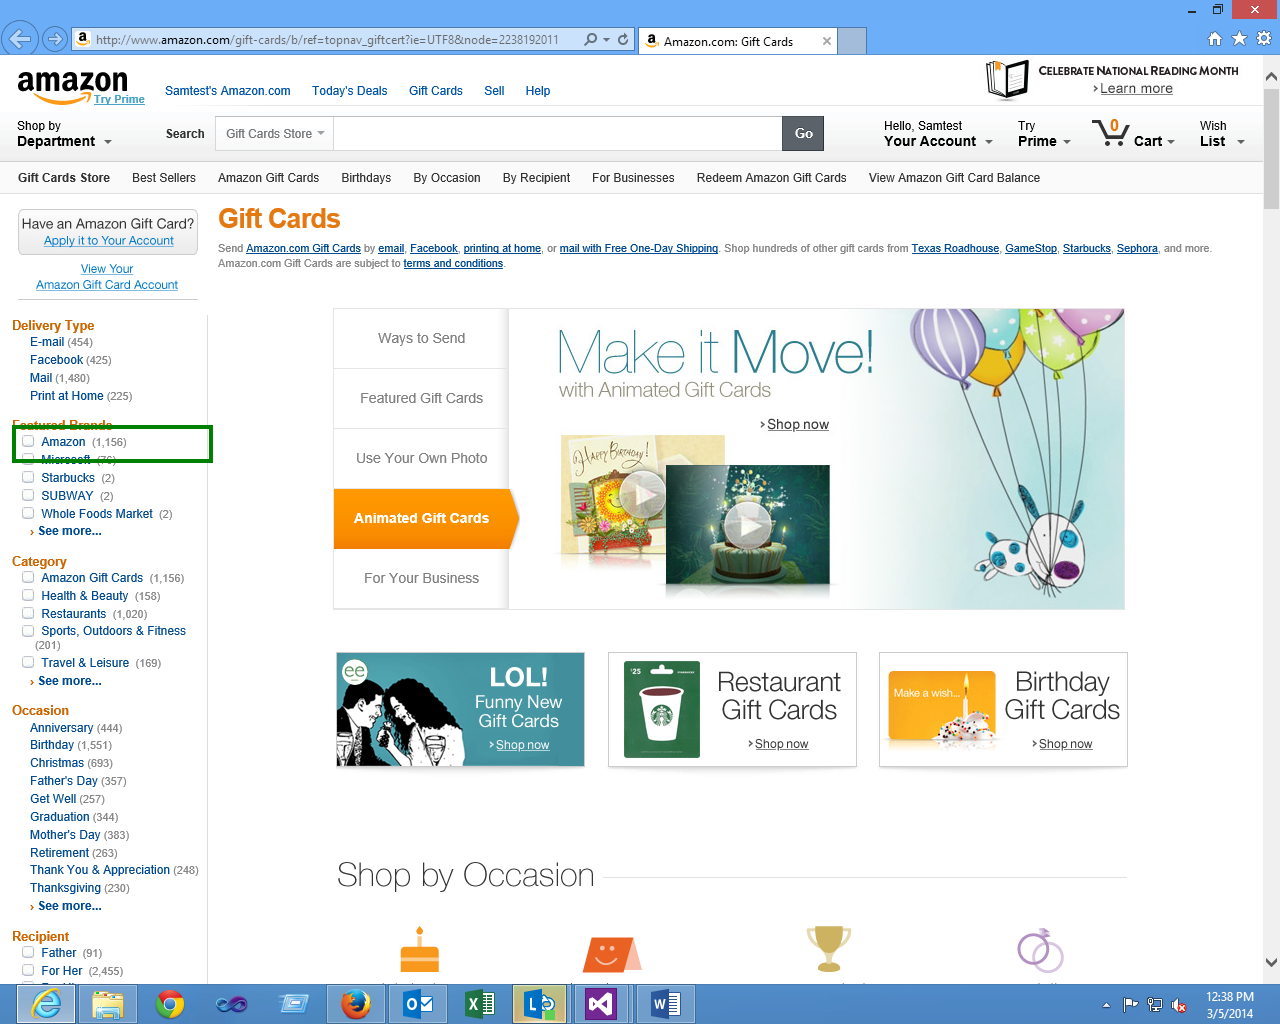 http://www.amazon.com/gift-cards/b/ref=topnav_giftcert?ie=UTF8&node=2238192011
Amazon.com: Gift Cards
amazon
Try Prime
Samtest's Amazon.com
Today's Deals
Gift Cards
Sell
Help
CELEBRATE NATIONAL READING MONTH
Learn more
Shop by
Department
Search
Gift Cards Store
Go
Hello, Samtest
Your Account
Try
Prime
0
Cart
Wish
List
Gift Cards Store
Best Sellers
Amazon Gift Cards
Birthdays
By Occasion
By Recipient
For Businesses
Redeem Amazon Gift Cards
View Amazon Gift Card Balance
Have an Amazon Gift Card?
Apply it to Your Account
View Your
Amazon Gift Card Account
Gift Cards
Send Amazon.com Gift Cards by email, Facebook, printing at home, or mail with Free One-Day Shipping. Shop hundreds of other gift cards from Texas Roadhouse, GameStop, Starbucks, Sephora, and more.
Amazon.com Gift Cards are subject to terms and conditions.
Delivery Type
E-mail (454)
Facebook (425)
Mail (1,480)
Print at Home (225)
Featured Brands
Amazon (1,156)
Microsoft (76)
Starbucks (2)
SUBWAY (2)
Whole Foods Market (2)
See more...
Category
Amazon Gift Cards (1,156)
Health & Beauty (158)
Restaurants (1,020)
Sports, Outdoors & Fitness
(201)
Travel & Leisure (169)
See more...
Occasion
Anniversary (444)
Birthday (1,551)
Christmas (693)
Father's Day (357)
Get Well (257)
Graduation (344)
Mother's Day (383)
Retirement (263)
Thank You & Appreciation (248)
Thanksgiving (230)
See more...
Recipient
Father (91)
For Her (2,455)
Ways to Send
Featured Gift Cards
Use Your Own Photo
Animated Gift Cards
For Your Business
Make it Move!
with Animated Gift Cards
Shop now
HAPPY BIRTHDAY!
ee
LOL!
Funny New
Gift Cards
Shop now
$25
Restaurant
Gift Cards
Shop now
Make a wish...
Birthday
Gift Cards
Shop now
Shop by Occasion
12:38 PM
3/5/2014